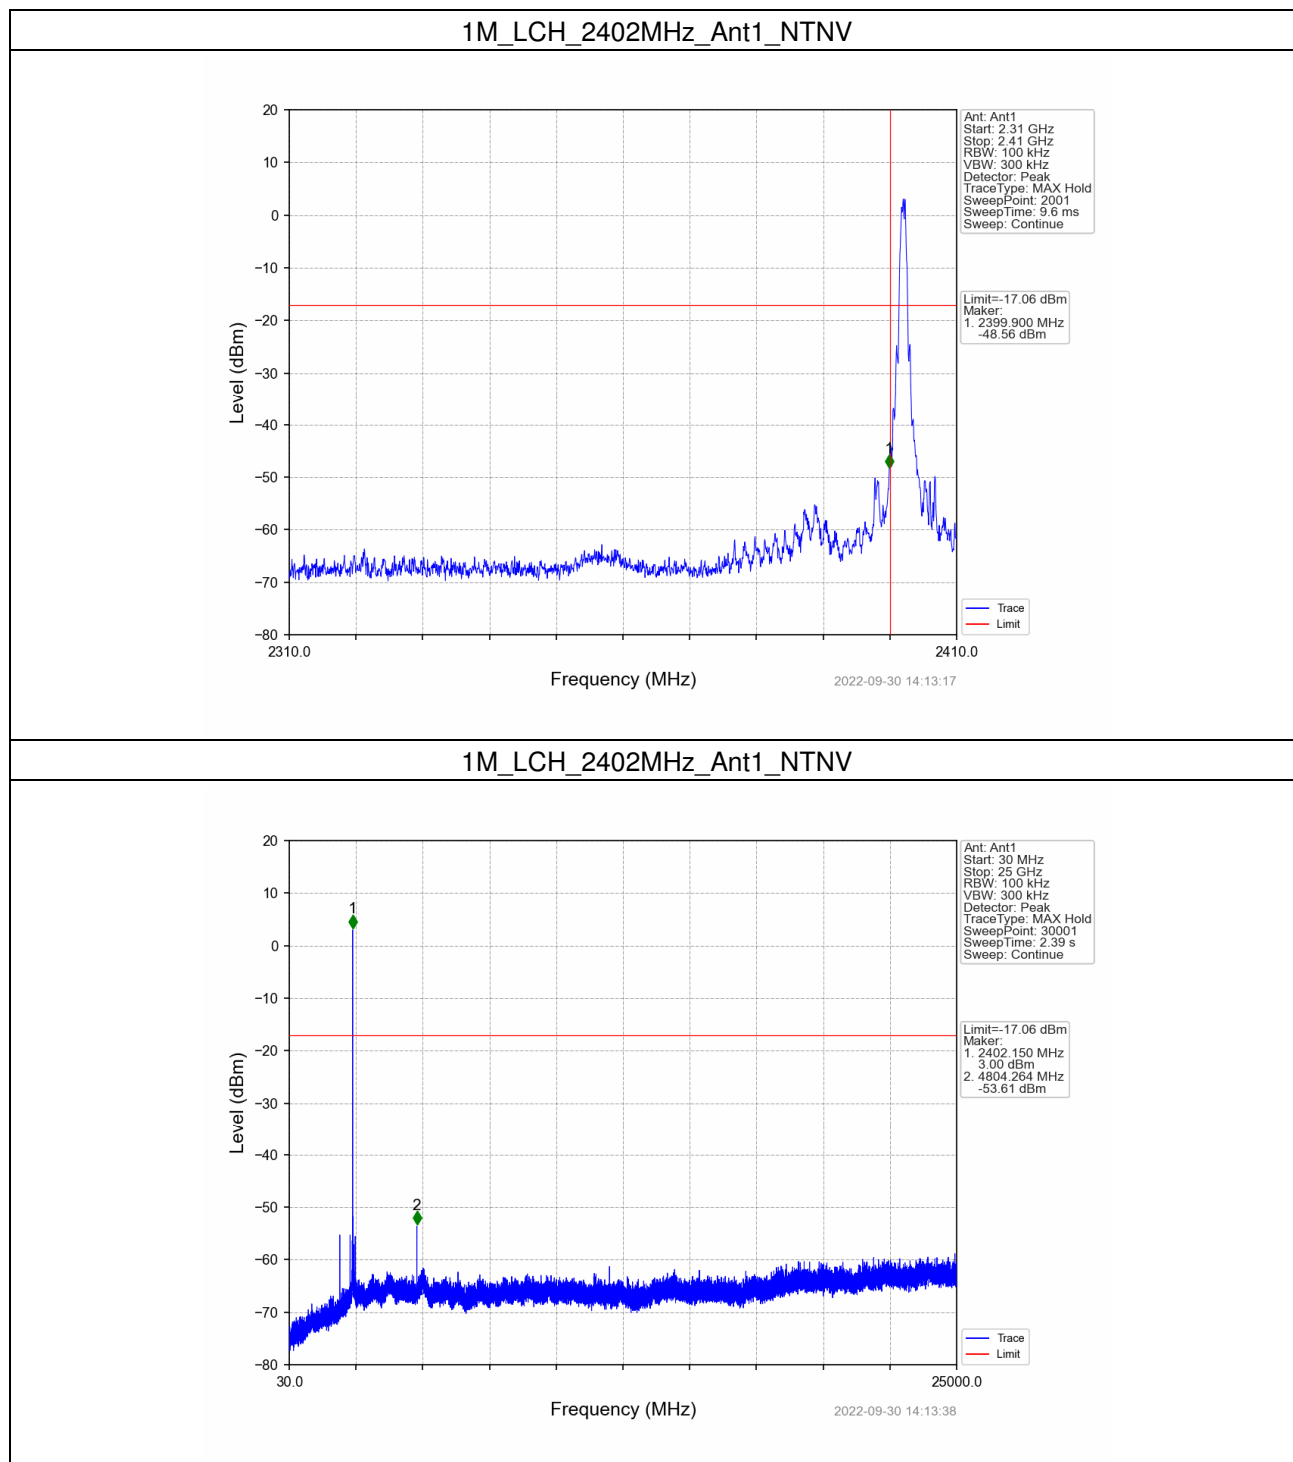 1M_LCH_2402MHz_Ant1_NTNV
20
10
0
−10
−20
−30
−40
−50
−60
−70
−80
Level (dBm)
1
2310.0
2410.0
Frequency (MHz)
2022-09-30 14:13:17
Ant: Ant1
Start: 2.31 GHz
Stop: 2.41 GHz
RBW: 100 kHz
VBW: 300 kHz
Detector: Peak
TraceType: MAX Hold
SweepPoint: 2001
SweepTime: 9.6 ms
Sweep: Continue
Limit=-17.06 dBm
Maker:
1. 2399.900 MHz
-48.56 dBm
Trace
Limit
1M_LCH_2402MHz_Ant1_NTNV
20
10
0
−10
−20
−30
−40
−50
−60
−70
−80
Level (dBm)
1
2
30.0
25000.0
Frequency (MHz)
2022-09-30 14:13:38
Ant: Ant1
Start: 30 MHz
Stop: 25 GHz
RBW: 100 kHz
VBW: 300 kHz
Detector: Peak
TraceType: MAX Hold
SweepPoint: 30001
SweepTime: 2.39 s
Sweep: Continue
Limit=-17.06 dBm
Maker:
1. 2402.150 MHz
3.00 dBm
2. 4804.264 MHz
-53.61 dBm
Trace
Limit